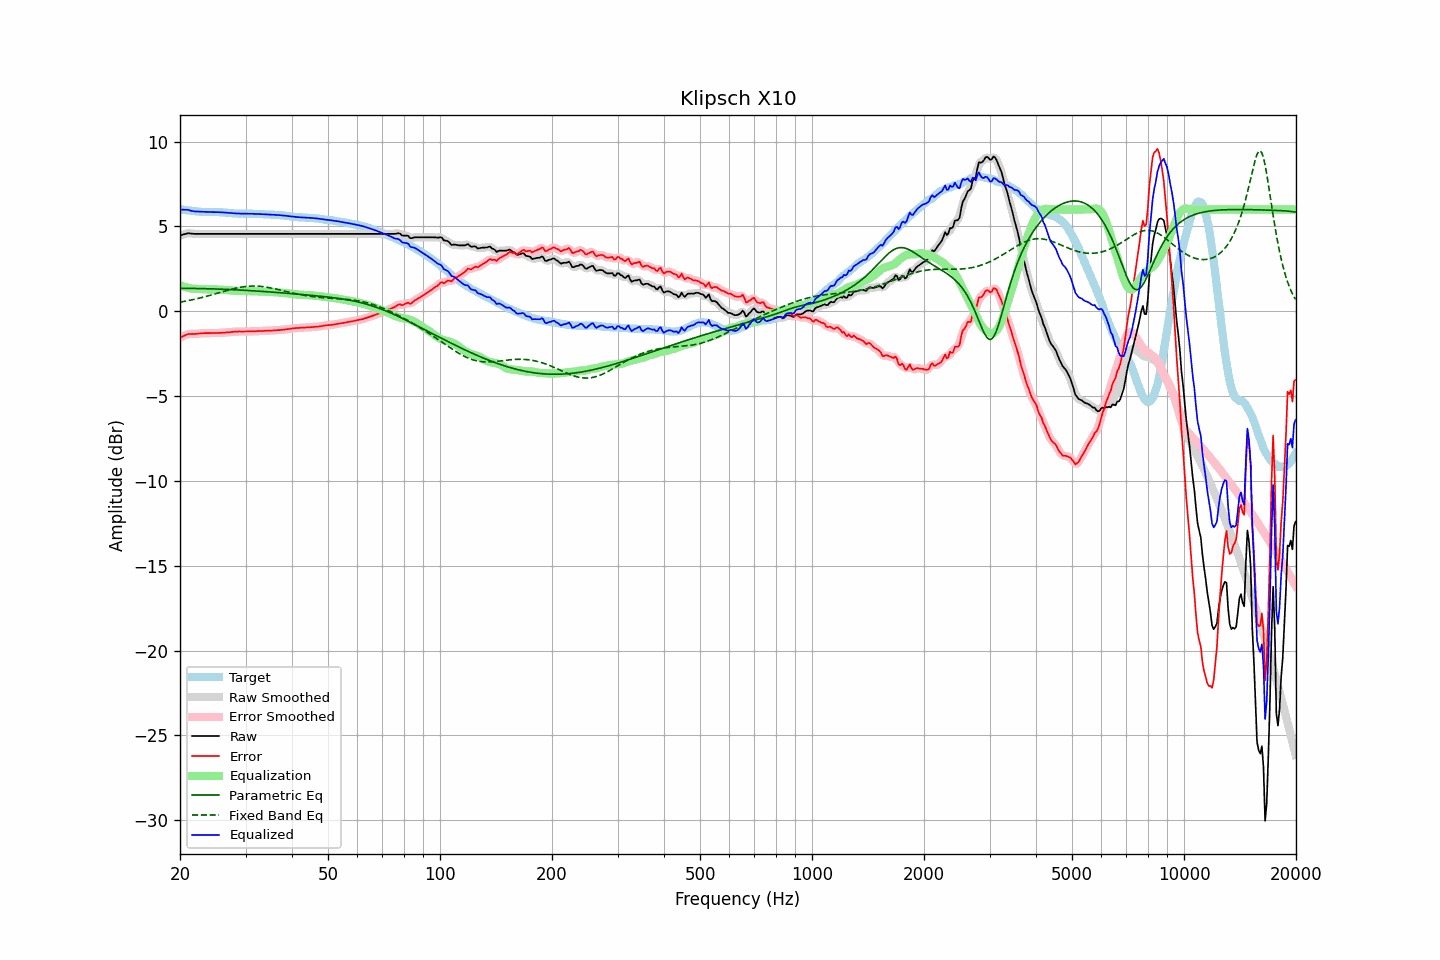 Klipsch X10
10
5
0
−5
−10
−15
−20
−25
−30
Amplitude (dBr)
Target
Raw Smoothed
Error Smoothed
Raw
Error
Equalization
Parametric Eq
Fixed Band Eq
Equalized
20 50 100 200 500 1000 2000 5000 10000 20000
Frequency (Hz)